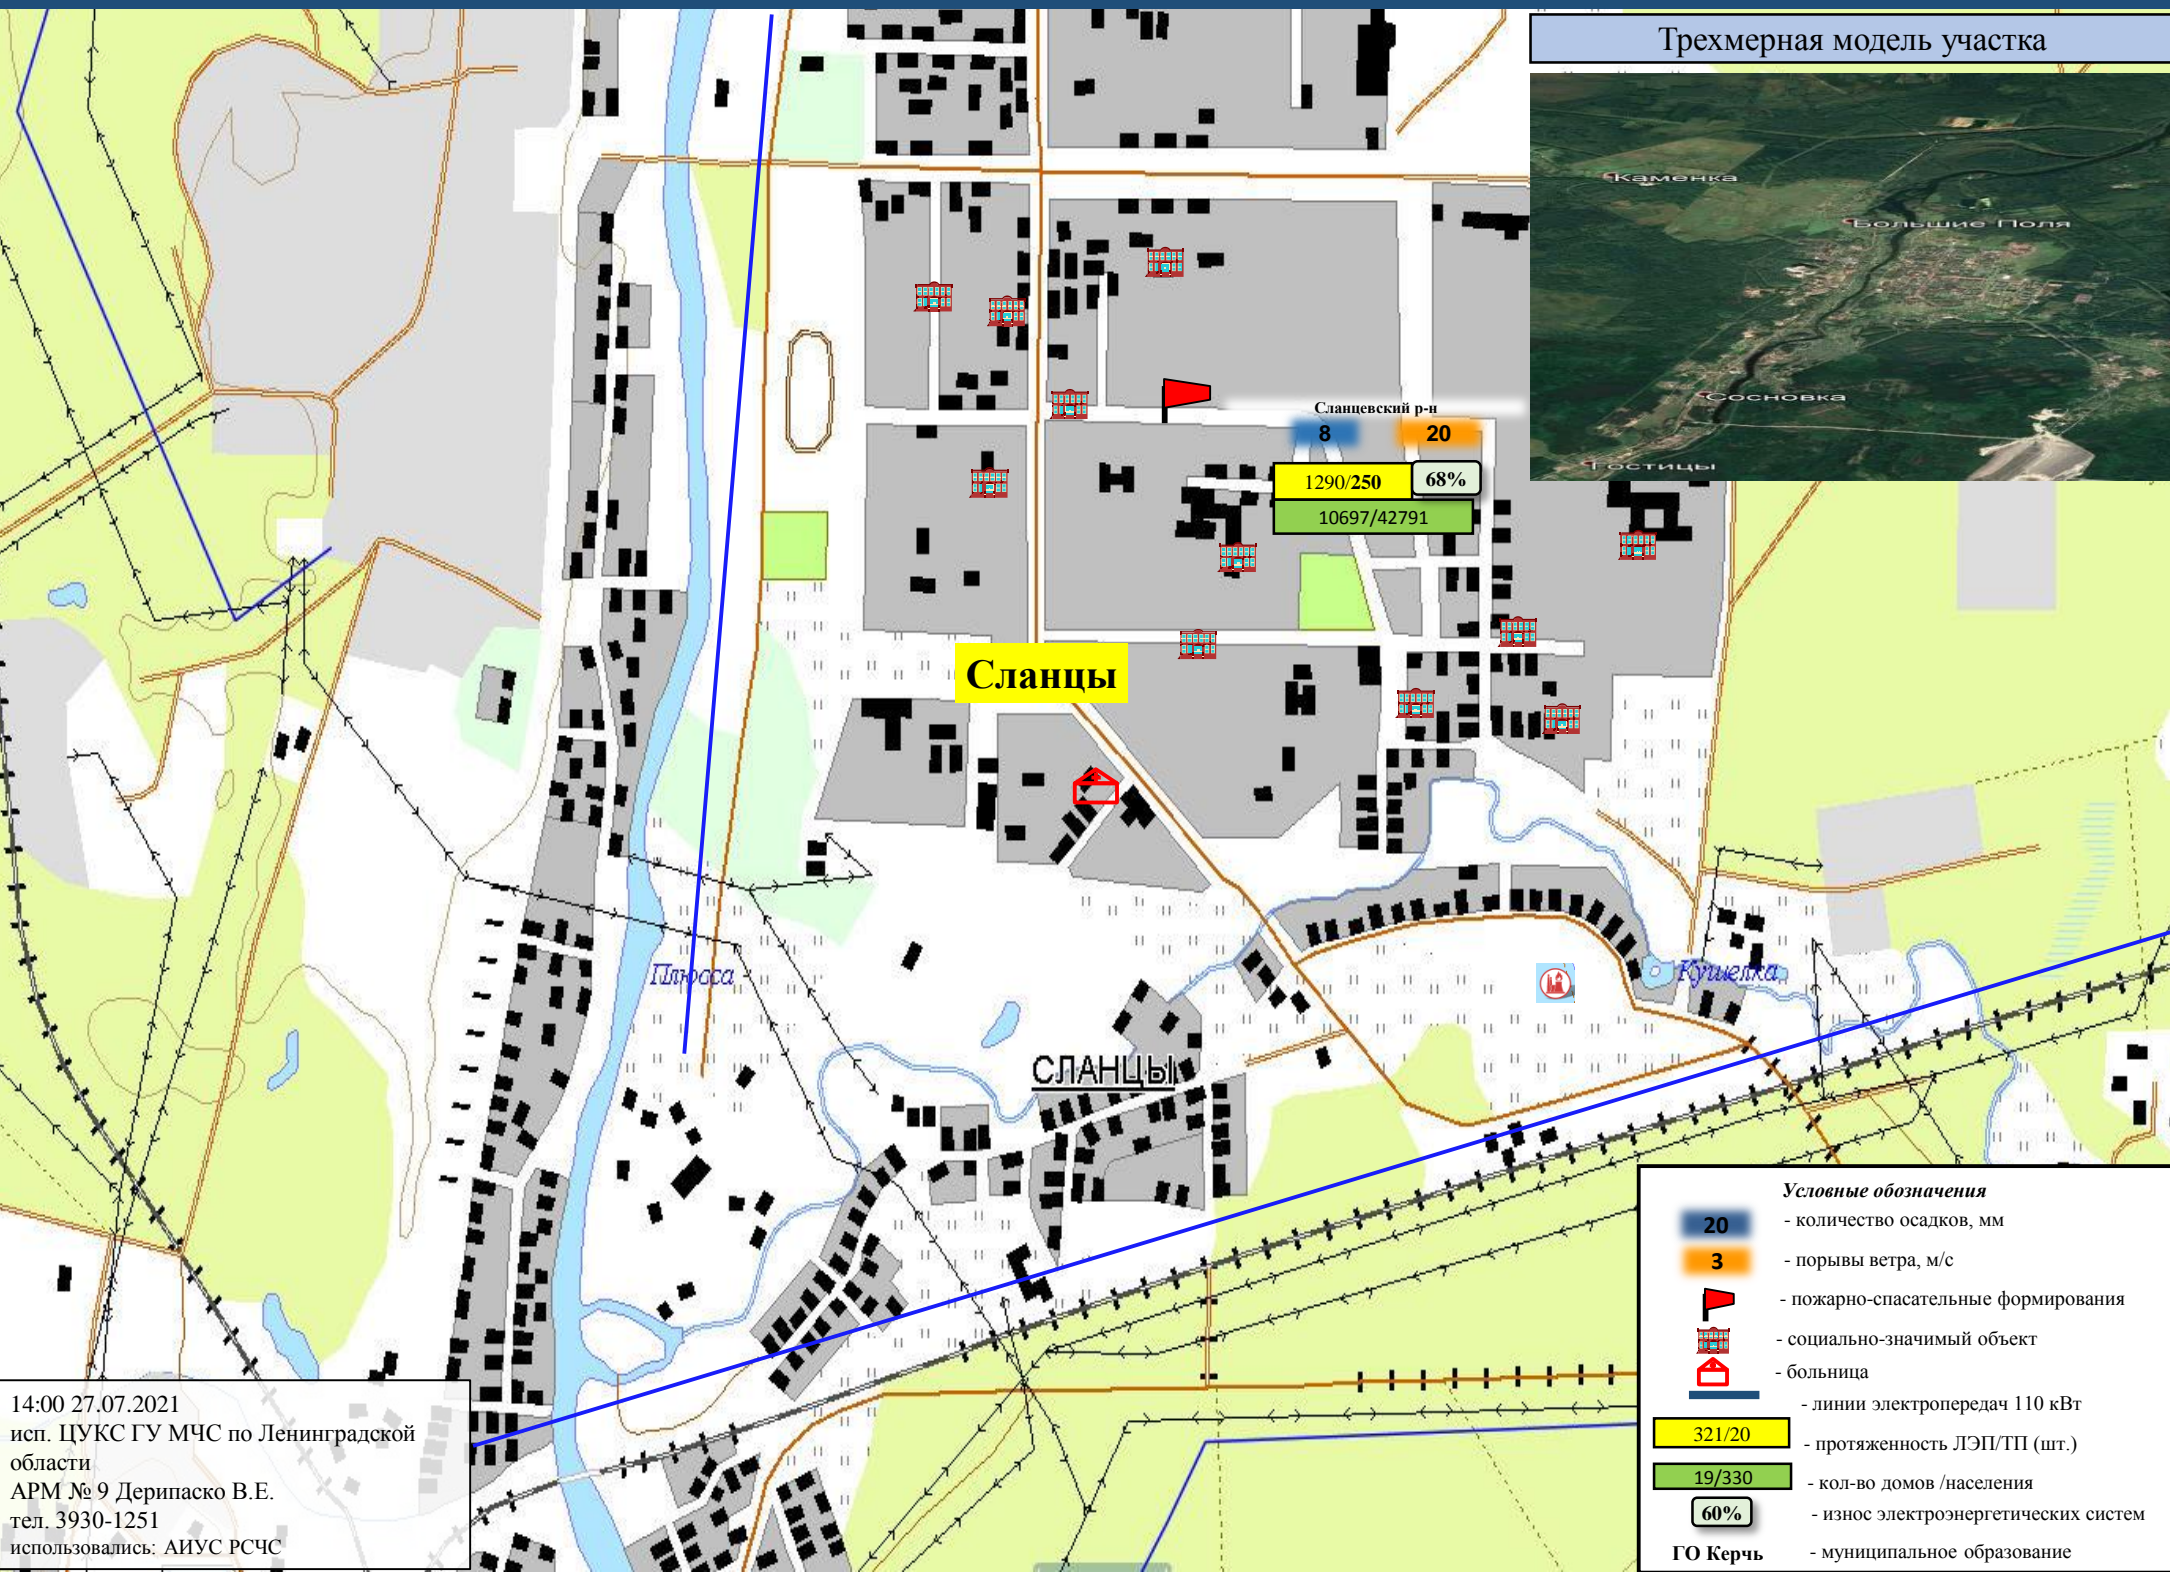 Трехмерная модель участка
Каменка
Большие Поля
Сосновка
Гостицы
Сланцевский р-н
8 20
1290/250 68%
10697/42791
Сланцы
Плюсса
Кушелка
СЛАНЦЫ
Условные обозначения
20 - количество осадков, мм
3 - порывы ветра, м/с
- пожарно-спасательные формирования
- социально-значимый объект
- больница
- линии электропередач 110 кВт
321/20 - протяженность ЛЭП/ТП (шт.)
19/330 - кол-во домов /населения
60% - износ электроэнергетических систем
ГО Керчь - муниципальное образование
14:00 27.07.2021
исп. ЦУКС ГУ МЧС по Ленинградской
области
АРМ № 9 Дерипаско В.Е.
тел. 3930-1251
использовались: АИУС РСЧС